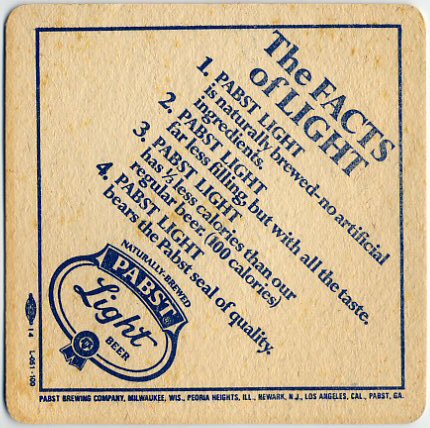 The FACTS
of LIGHT
1. PABST LIGHT
is naturally brewed-no artificial
ingredients.
2. PABST LIGHT
far less filling, but with all the taste.
3. PABST LIGHT
has ⅓ less calories than our
regular beer. (100 calories)
4. PABST LIGHT
bears the Pabst seal of quality.
NATURALLY-BREWED
PABST
Light
BEER
14 L-051-100
PABST BREWING COMPANY, MILWAUKEE, WIS., PEORIA HEIGHTS, ILL., NEWARK, N.J., LOS ANGELES, CAL., PABST, GA.